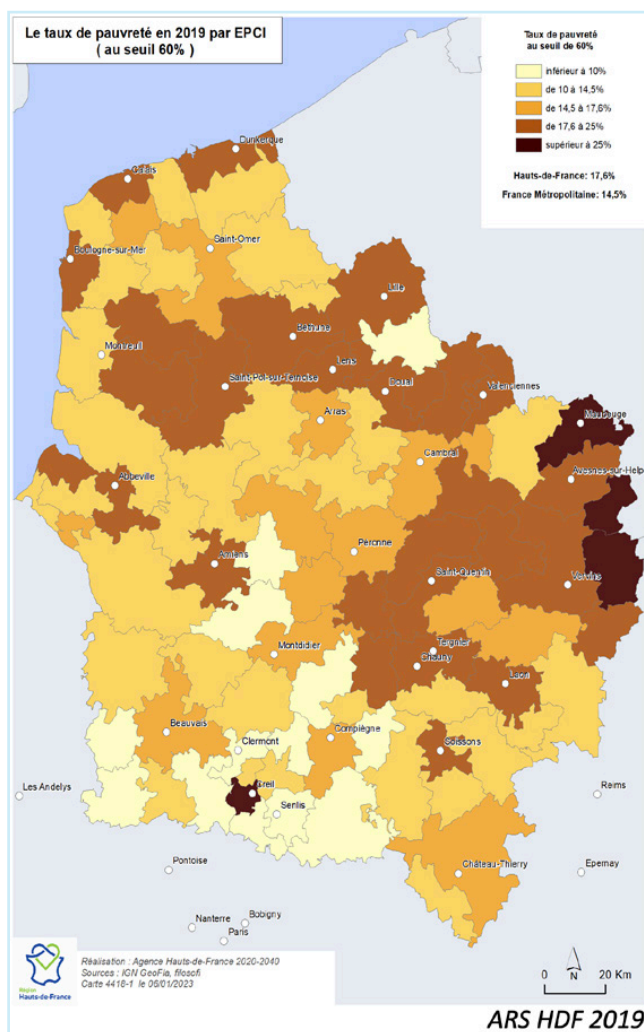 Le taux de pauvreté en 2019 par EPCI
( au seuil 60% )
Taux de pauvreté
au seuil de 60%
inférieur à 10%
de 10 à 14,5%
de 14,5 à 17,6%
de 17,6 à 25%
supérieur à 25%
Hauts-de-France: 17,6%
France Métropolitaine: 14,5%
Dunkerque
Calais
Saint-Omer
Boulogne-sur-Mer
Lille
Béthune
Montreuil
Lens
Saint-Pol-sur-Ternoise
Douai
Valenciennes
Arras
Maubeuge
Cambrai
Avesnes-sur-Help
Abbeville
Péronne
Amiens
Saint-Quentin
Vervins
Montdidier
Tergnier
Chauny
Laon
Beauvais
Compiègne
Clermont
Soissons
Les Andelys
Creil
Reims
Senlis
Pontoise
Château-Thierry
Epernay
Nanterre
Bobigny
Paris
Région
Hauts-de-France
Réalisation : Agence Hauts-de-France 2020-2040
Sources : IGN GeoFla, filosofi
Carte 4418-1 le 06/01/2023
N
0 20 Km
ARS HDF 2019